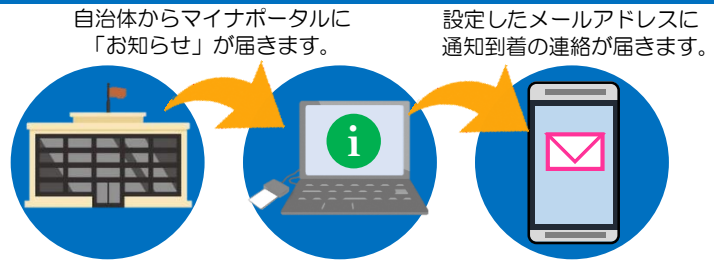 自治体からマイナポータルに
「お知らせ」が届きます。
設定したメールアドレスに
通知到着の連絡が届きます。
i